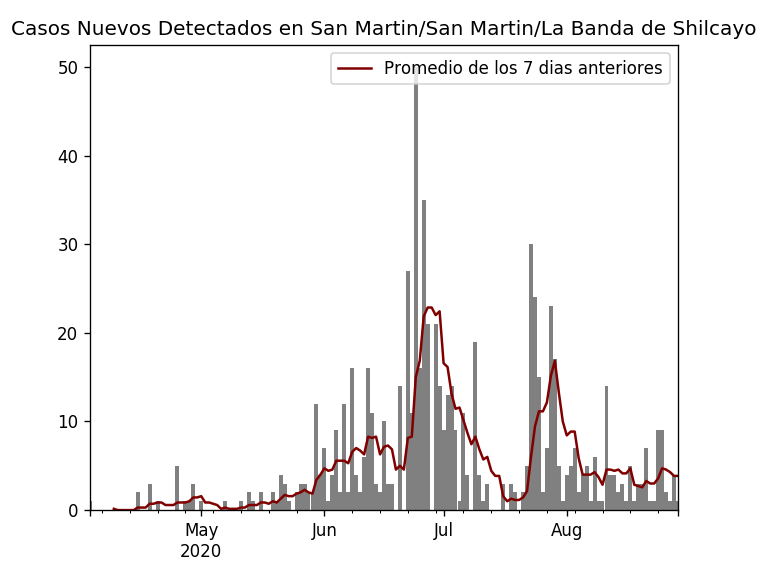 Casos Nuevos Detectados en San Martin/San Martin/La Banda de Shilcayo
Promedio de los 7 dias anteriores
50
40
30
20
10
0
May
2020
Jun
Jul
Aug